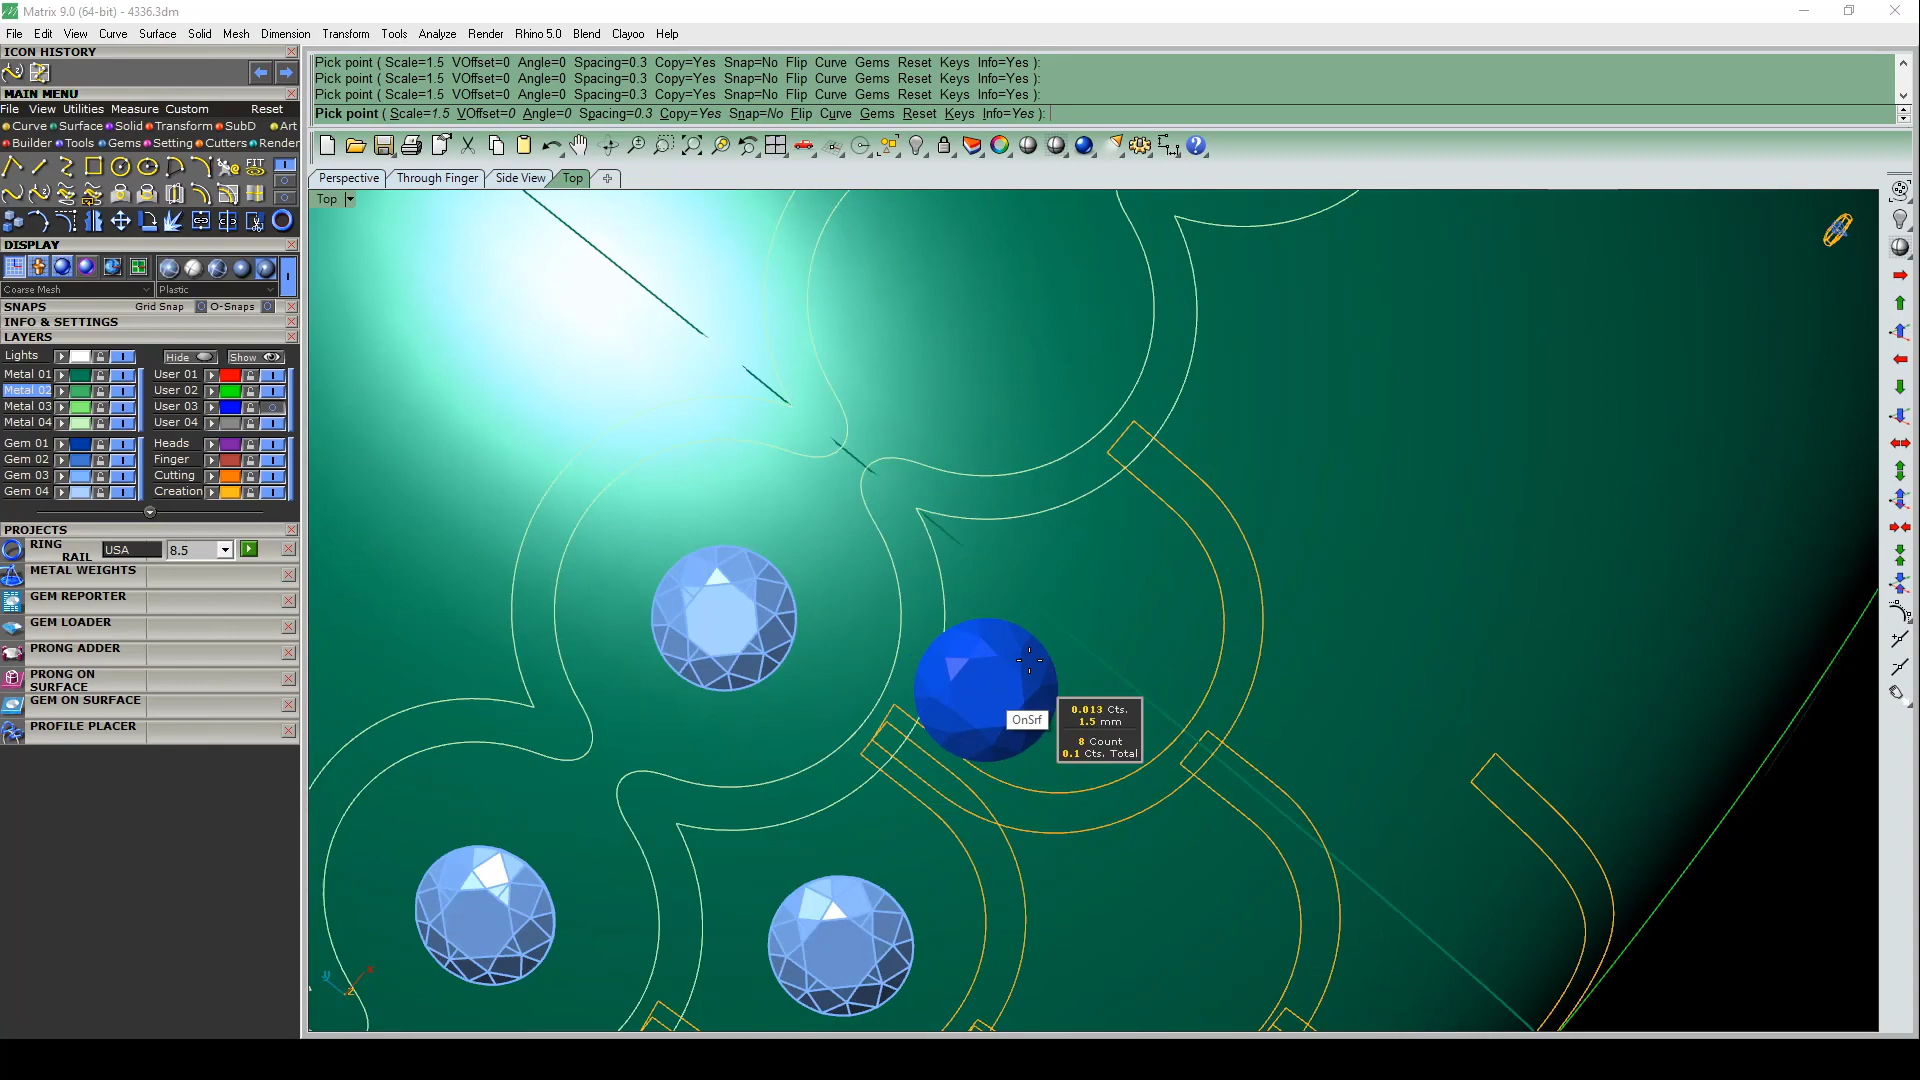 Matrix 9.0 (64-bit) - 4336.3dm
File Edit View Curve Surface Solid Mesh Dimension Transform Tools Analyze Render Rhino 5.0 Blend Clayoo Help
ICON HISTORY
MAIN MENU
File View Utilities Measure Custom Reset
Curve Surface Solid Transform SubD Art
Builder Tools Gems Setting Cutters Render
FIT
DISPLAY
Coarse Mesh Plastic
SNAPS Grid Snap O-Snaps
INFO & SETTINGS
LAYERS
Lights Hide Show
Metal 01 User 01
Metal 02 User 02
Metal 03 User 03
Metal 04 User 04
Gem 01 Heads
Gem 02 Finger
Gem 03 Cutting
Gem 04 Creation
PROJECTS
RING RAIL USA 8.5
METAL WEIGHTS
GEM REPORTER
GEM LOADER
PRONG ADDER
PRONG ON SURFACE
GEM ON SURFACE
PROFILE PLACER
Pick point ( Scale=1.5 VOffset=0 Angle=0 Spacing=0.3 Copy=Yes Snap=No Flip Curve Gems Reset Keys Info=Yes ):
Pick point ( Scale=1.5 VOffset=0 Angle=0 Spacing=0.3 Copy=Yes Snap=No Flip Curve Gems Reset Keys Info=Yes ):
Pick point ( Scale=1.5 VOffset=0 Angle=0 Spacing=0.3 Copy=Yes Snap=No Flip Curve Gems Reset Keys Info=Yes ):
Pick point ( Scale=1.5 VOffset=0 Angle=0 Spacing=0.3 Copy=Yes Snap=No Flip Curve Gems Reset Keys Info=Yes ):
Perspective Through Finger Side View Top
Top
OnSrf
0.013 Cts.
1.5 mm
8 Count
0.1 Cts. Total
y x
z